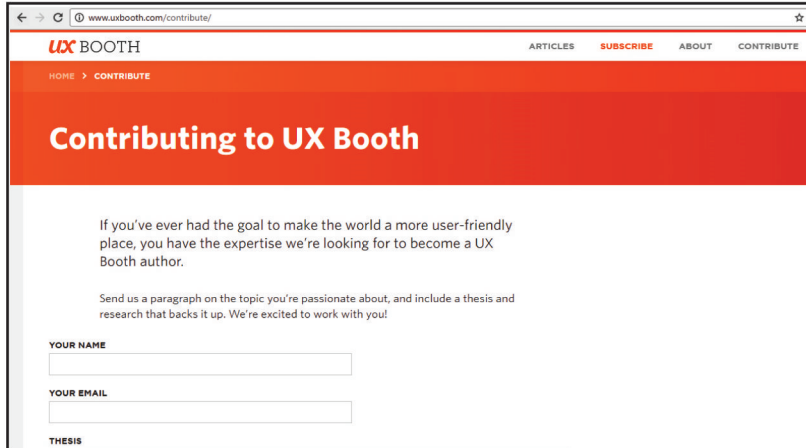 www.uxbooth.com/contribute/
UX BOOTH
ARTICLES SUBSCRIBE ABOUT CONTRIBUTE
HOME > CONTRIBUTE
Contributing to UX Booth
If you've ever had the goal to make the world a more user-friendly
place, you have the expertise we're looking for to become a UX
Booth author.
Send us a paragraph on the topic you're passionate about, and include a thesis and
research that backs it up. We're excited to work with you!
YOUR NAME
YOUR EMAIL
THESIS